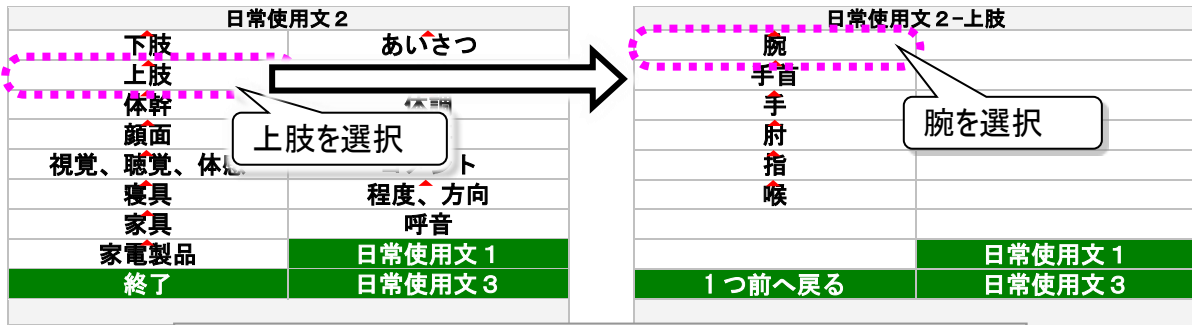 日常使用文２
下肢
あいさつ
上肢
体幹
体調
顔面
視覚、聴覚、体
ト
寝具
程度、方向
家具
呼音
家電製品
日常使用文１
終了
日常使用文３
上肢を選択
日常使用文２−上肢
腕
手首
手
肘
指
喉
日常使用文１
１つ前へ戻る
日常使用文３
腕を選択